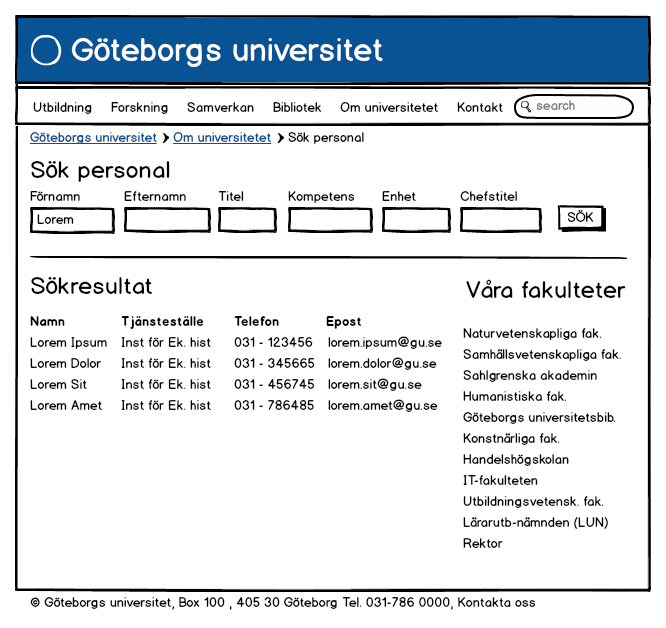 Göteborgs universitet
Utbildning Forskning Samverkan Bibliotek Om universitetet Kontakt search
Göteborgs universitet > Om universitetet > Sök personal
Sök personal
Förnamn Efternamn Titel Kompetens Enhet Chefstitel
Lorem SÖK
Sökresultat
Namn Tjänsteställe Telefon Epost
Lorem Ipsum Inst för Ek. hist 031 - 123456 lorem.ipsum@gu.se
Lorem Dolor Inst för Ek. hist 031 - 345665 lorem.dolor@gu.se
Lorem Sit Inst för Ek. hist 031 - 456745 lorem.sit@gu.se
Lorem Amet Inst för Ek. hist 031 - 786485 lorem.amet@gu.se
Våra fakulteter
Naturvetenskapliga fak.
Samhällsvetenskapliga fak.
Sahlgrenska akademin
Humanistiska fak.
Göteborgs universitetsbib.
Konstnärliga fak.
Handelshögskolan
IT-fakulteten
Utbildningsvetensk. fak.
Lärarutb-nämnden (LUN)
Rektor
© Göteborgs universitet, Box 100 , 405 30 Göteborg Tel. 031-786 0000, Kontakta oss